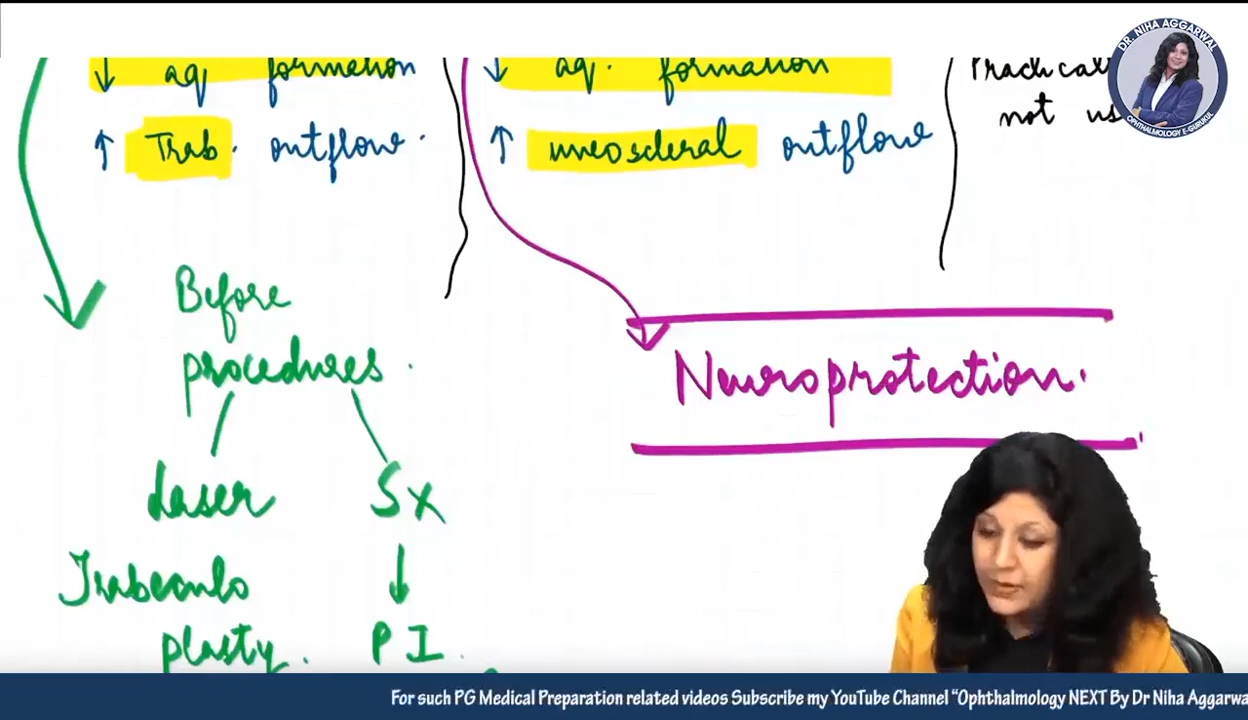 ↓ aq formation
↑ Trab. outflow.
↓ aq. formation
↑ uveoscleral outflow
not us
Before
procedures.
Laser
Sx
↓
PI.
Trabeculo
plasty.
Neuroprotection.
DR. NIHA AGGARWAL
OPHTHALMOLOGY E-GURUKUL
For such PG Medical Preparation related videos Subscribe my YouTube Channel “Ophthalmology NEXT By Dr Niha Aggarwa